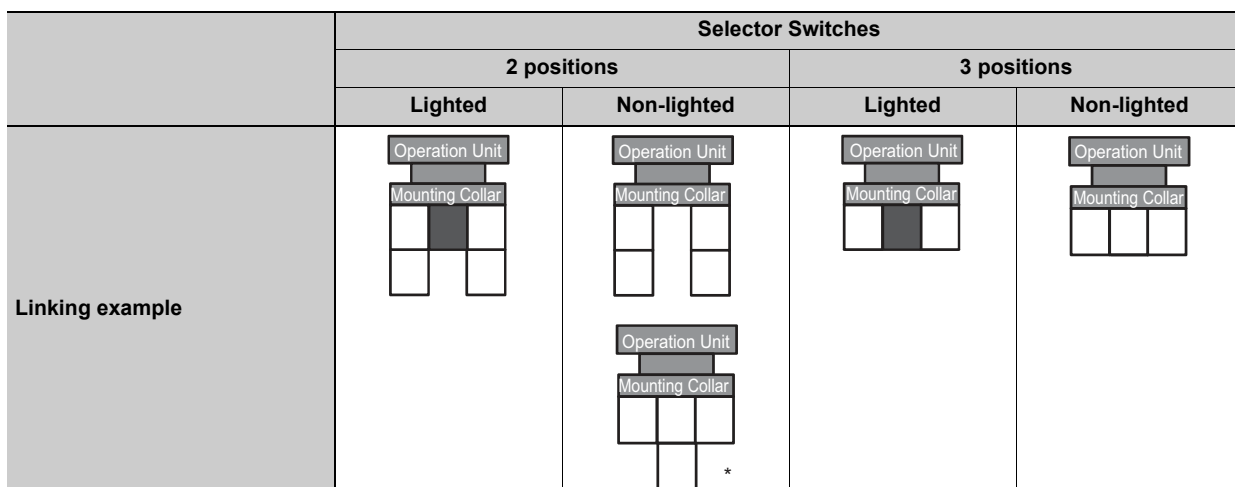 Selector Switches
2 positions 3 positions
Lighted Non-lighted Lighted Non-lighted
Linking example
Operation Unit
Mounting Collar
Operation Unit
Mounting Collar
Operation Unit
Mounting Collar
*
Operation Unit
Mounting Collar
Operation Unit
Mounting Collar